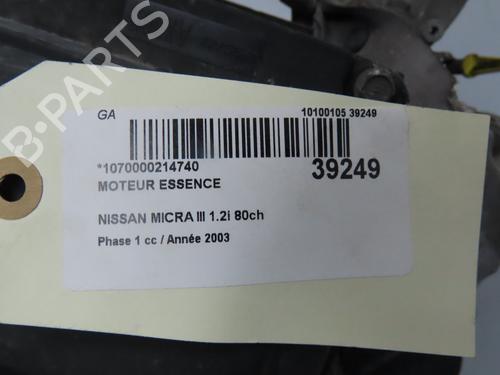 GA 10100105 39249
*1070000214740 39249
MOTEUR ESSENCE
NISSAN MICRA III 1.2i 80ch
Phase 1 cc / Année 2003
B-PARTS